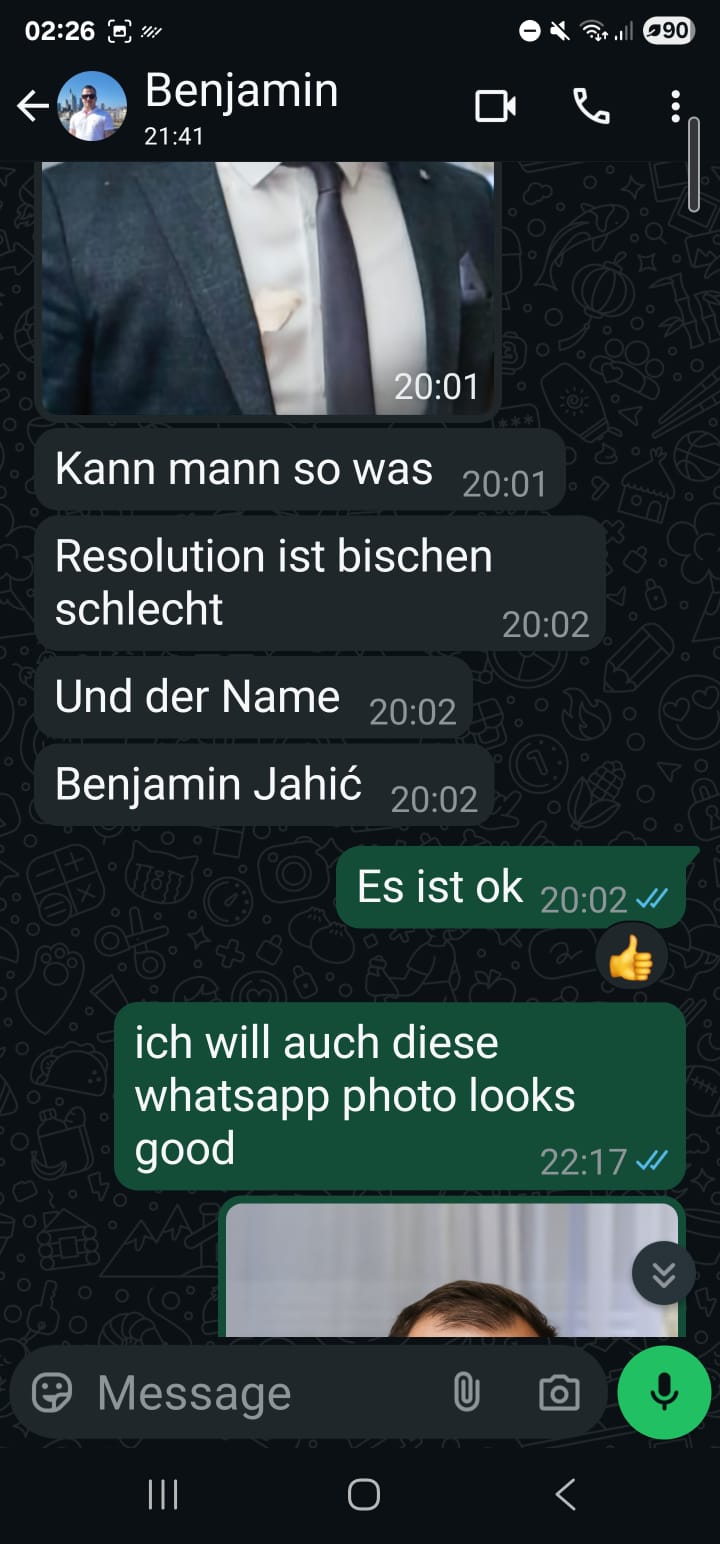 02:26
90
Benjamin
21:41
20:01
Kann mann so was 20:01
Resolution ist bischen
schlecht 20:02
Und der Name 20:02
Benjamin Jahić 20:02
Es ist ok 20:02
ich will auch diese
whatsapp photo looks
good 22:17
Message